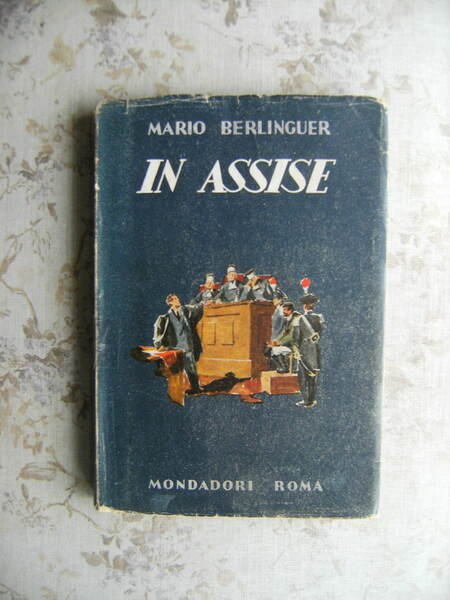 MARIO BERLINGUER
IN ASSISE
MONDADORI ROMA